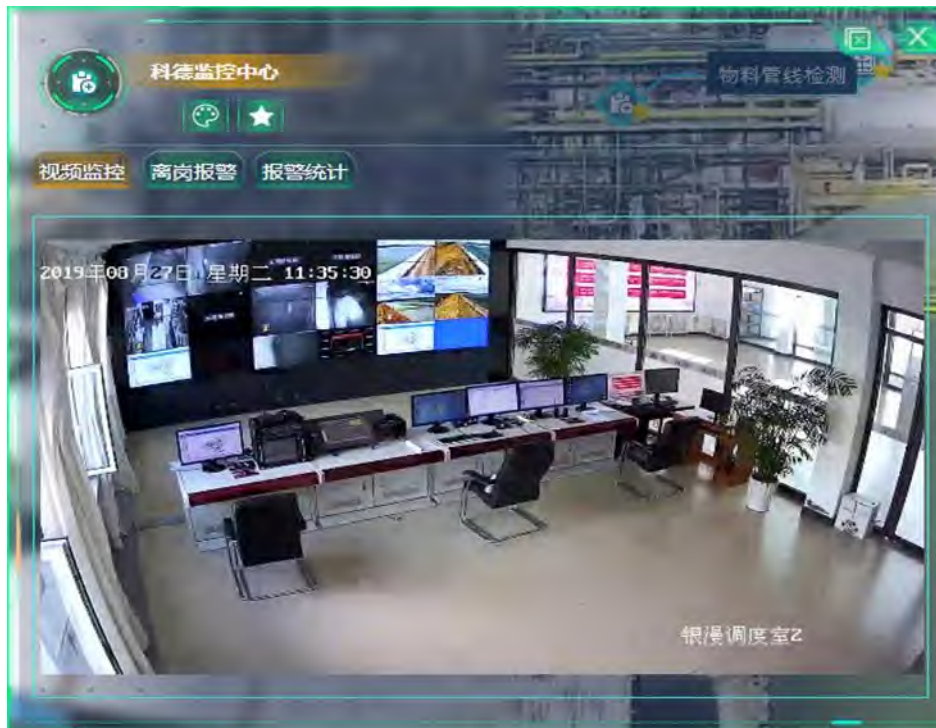 科德监控中心
物料管线检测
视频监控
离岗报警
报警统计
2019年08月27日 星期二 11:35:30
银漫调度室2